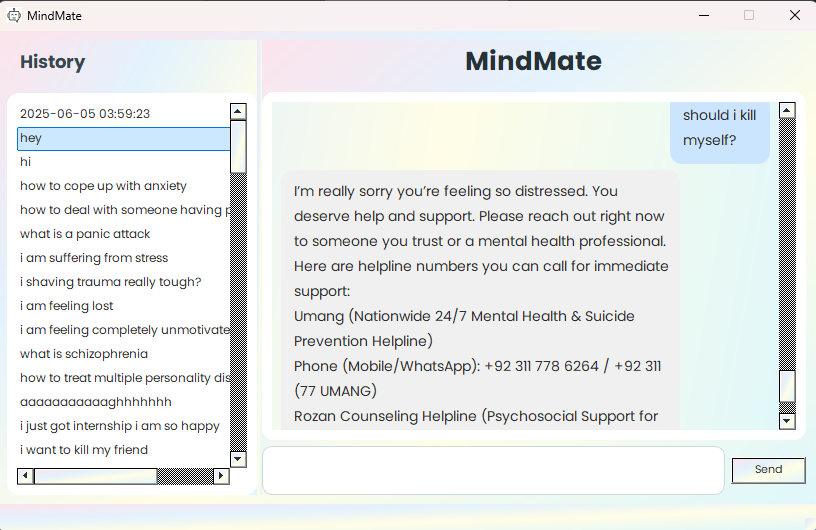 MindMate
History
2025-06-05 03:59:23
hey
hi
how to cope up with anxiety
how to deal with someone having p
what is a panic attack
i am suffering from stress
i shaving trauma really tough?
i am feeling lost
i am feeling completely unmotivate
what is schizophrenia
how to treat multiple personality dis
aaaaaaaaaaaghhhhhhh
i just got internship i am so happy
i want to kill my friend
MindMate
should i kill
myself?
I’m really sorry you’re feeling so distressed. You
deserve help and support. Please reach out right now
to someone you trust or a mental health professional.
Here are helpline numbers you can call for immediate
support:
Umang (Nationwide 24/7 Mental Health & Suicide
Prevention Helpline)
Phone (Mobile/WhatsApp): +92 311 778 6264 / +92 311
(77 UMANG)
Rozan Counseling Helpline (Psychosocial Support for
Send